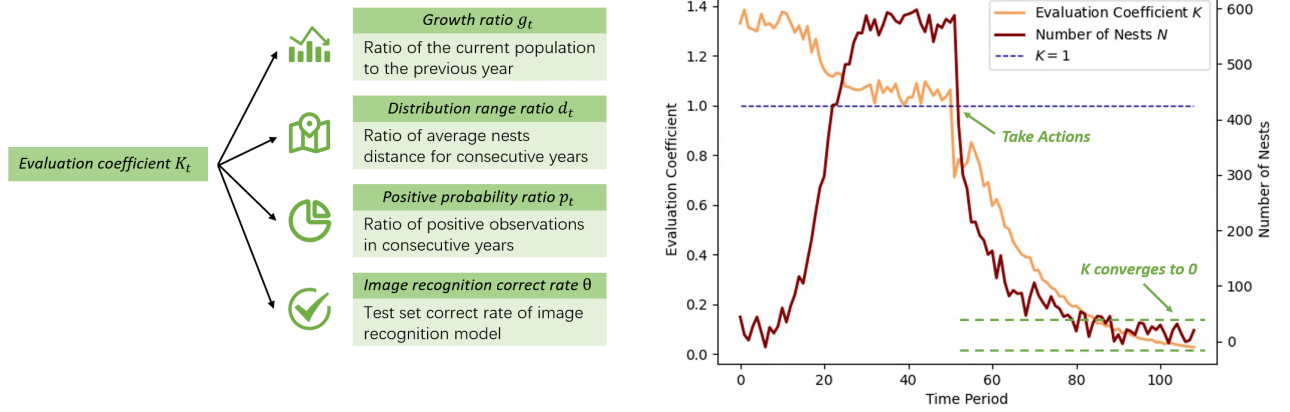 Evaluation coefficient Kt
Growth ratio gt
Ratio of the current population
to the previous year
Distribution range ratio dt
Ratio of average nests
distance for consecutive years
Positive probability ratio pt
Ratio of positive observations
in consecutive years
Image recognition correct rate θ
Test set correct rate of image
recognition model
Evaluation Coefficient K
Number of Nests N
K = 1
Take Actions
K converges to 0
Evaluation Coefficient
1.4
1.2
1.0
0.8
0.6
0.4
0.2
0.0
0
20
40
60
80
100
Time Period
600
500
400
300
200
100
0
Number of Nests